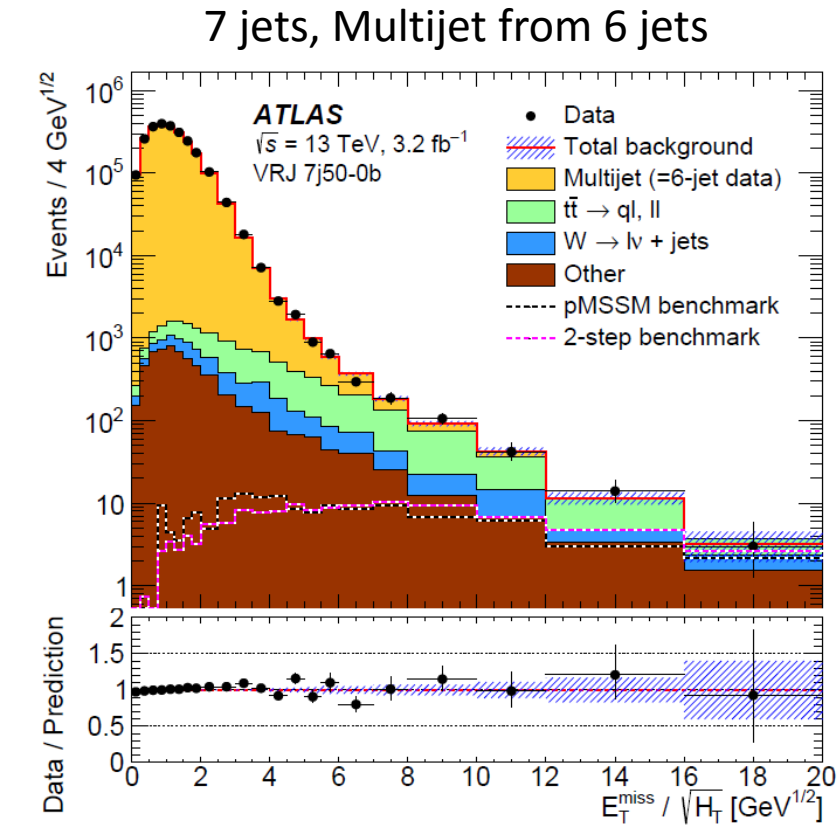 7 jets, Multijet from 6 jets
Events / 4 GeV^{1/2}
10^6
10^5
10^4
10^3
10^2
10
1
ATLAS
√s = 13 TeV, 3.2 fb^{−1}
VRJ 7j50-0b
Data
Total background
Multijet (=6-jet data)
tt̄ → ql, ll
W → lν + jets
Other
pMSSM benchmark
2-step benchmark
Data / Prediction
2
1.5
1
0.5
0
0 2 4 6 8 10 12 14 16 18 20
E_T^{miss} / √H_T [GeV^{1/2}]